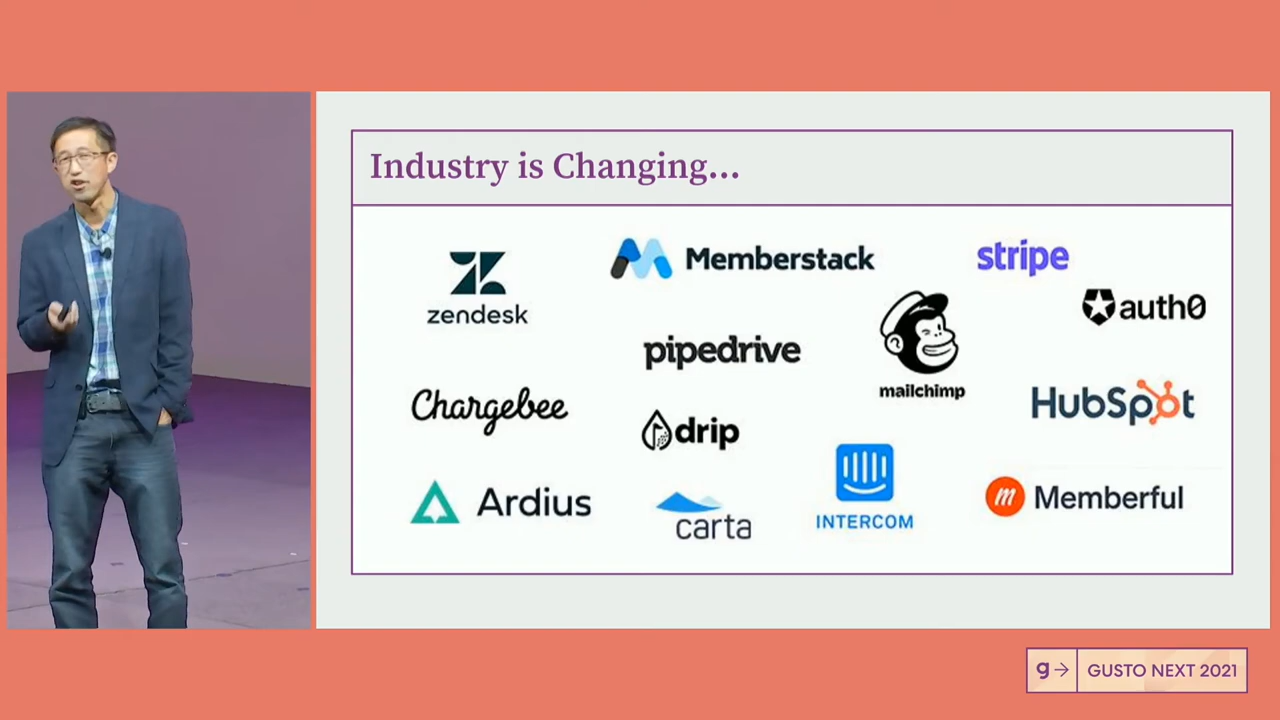 Industry is Changing...
zendesk
Memberstack
stripe
auth0
pipedrive
mailchimp
Chargebee
drip
HubSpot
Ardius
carta
INTERCOM
m Memberful
g→ GUSTO NEXT 2021